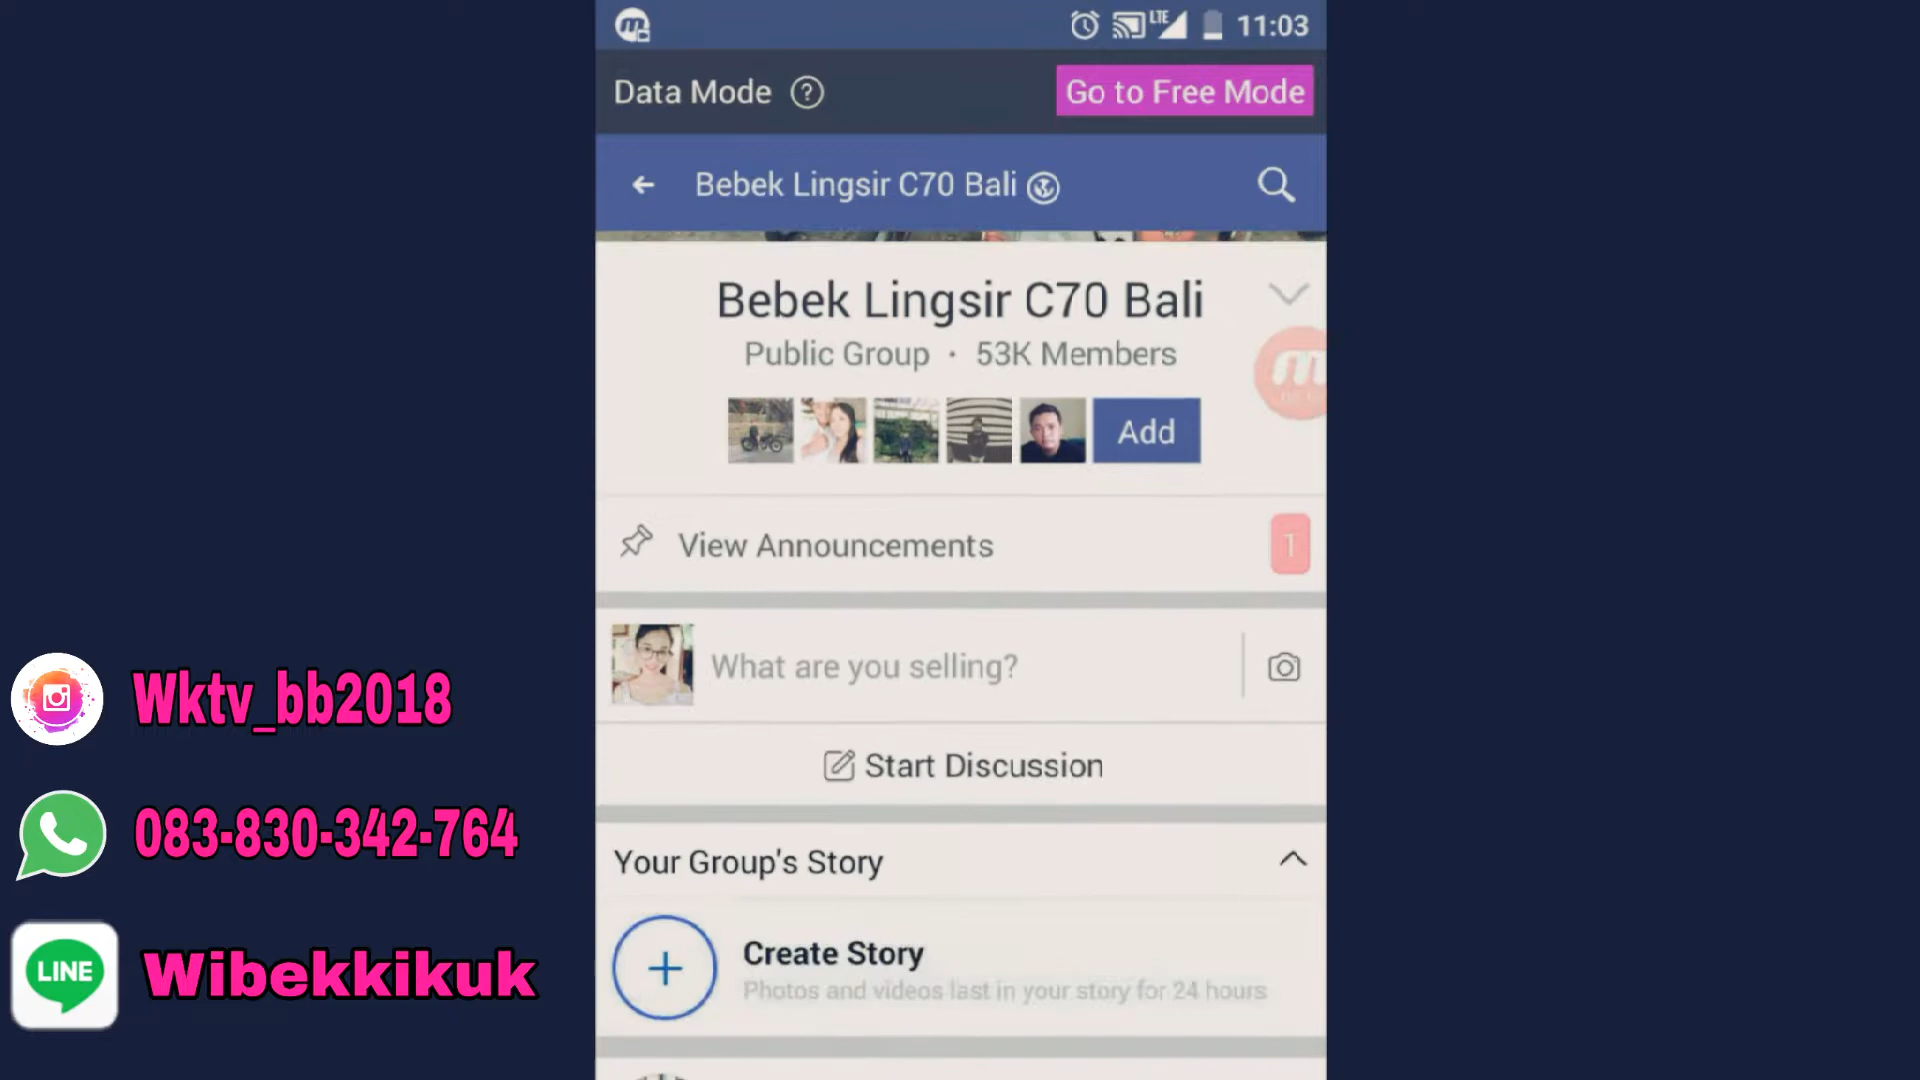 LTE 11:03
Data Mode Go to Free Mode
Bebek Lingsir C70 Bali
Bebek Lingsir C70 Bali
Public Group · 53K Members
Add
View Announcements 1
What are you selling?
Start Discussion
Your Group's Story
Create Story
Photos and videos last in your story for 24 hours
Wktv_bb2018
083-830-342-764
LINE Wibekkikuk